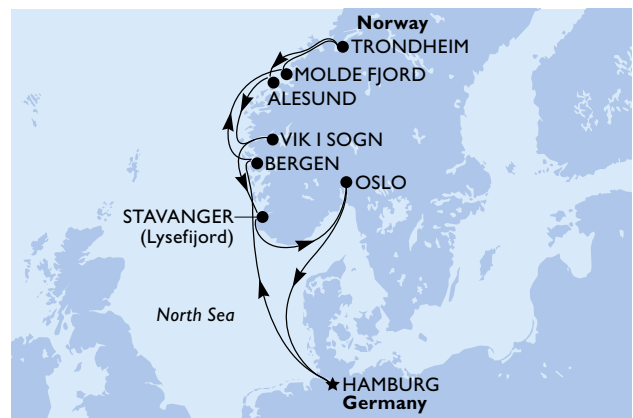 Norway
TRONDHEIM
MOLDE FJORD
ALESUND
VIK I SOGN
BERGEN
OSLO
STAVANGER
(Lysefijord)
North Sea
HAMBURG
Germany